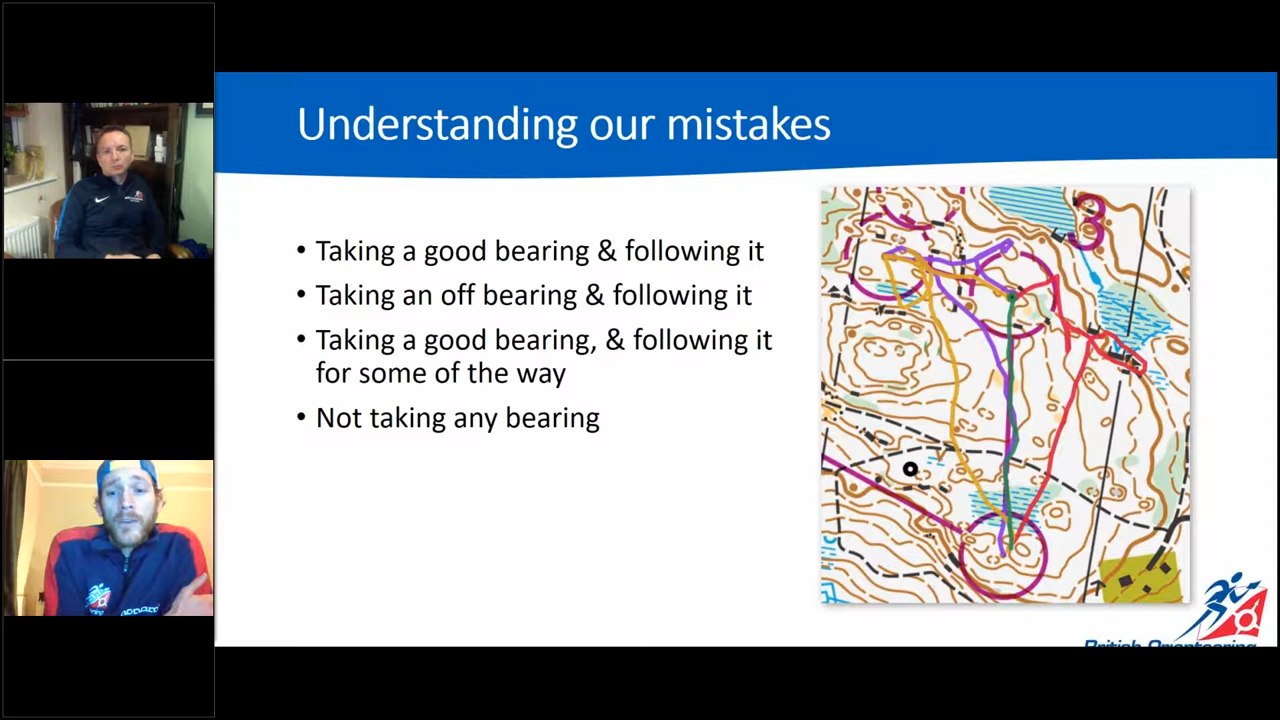 Understanding our mistakes
• Taking a good bearing & following it
• Taking an off bearing & following it
• Taking a good bearing, & following it
for some of the way
• Not taking any bearing
3
British Orienteering